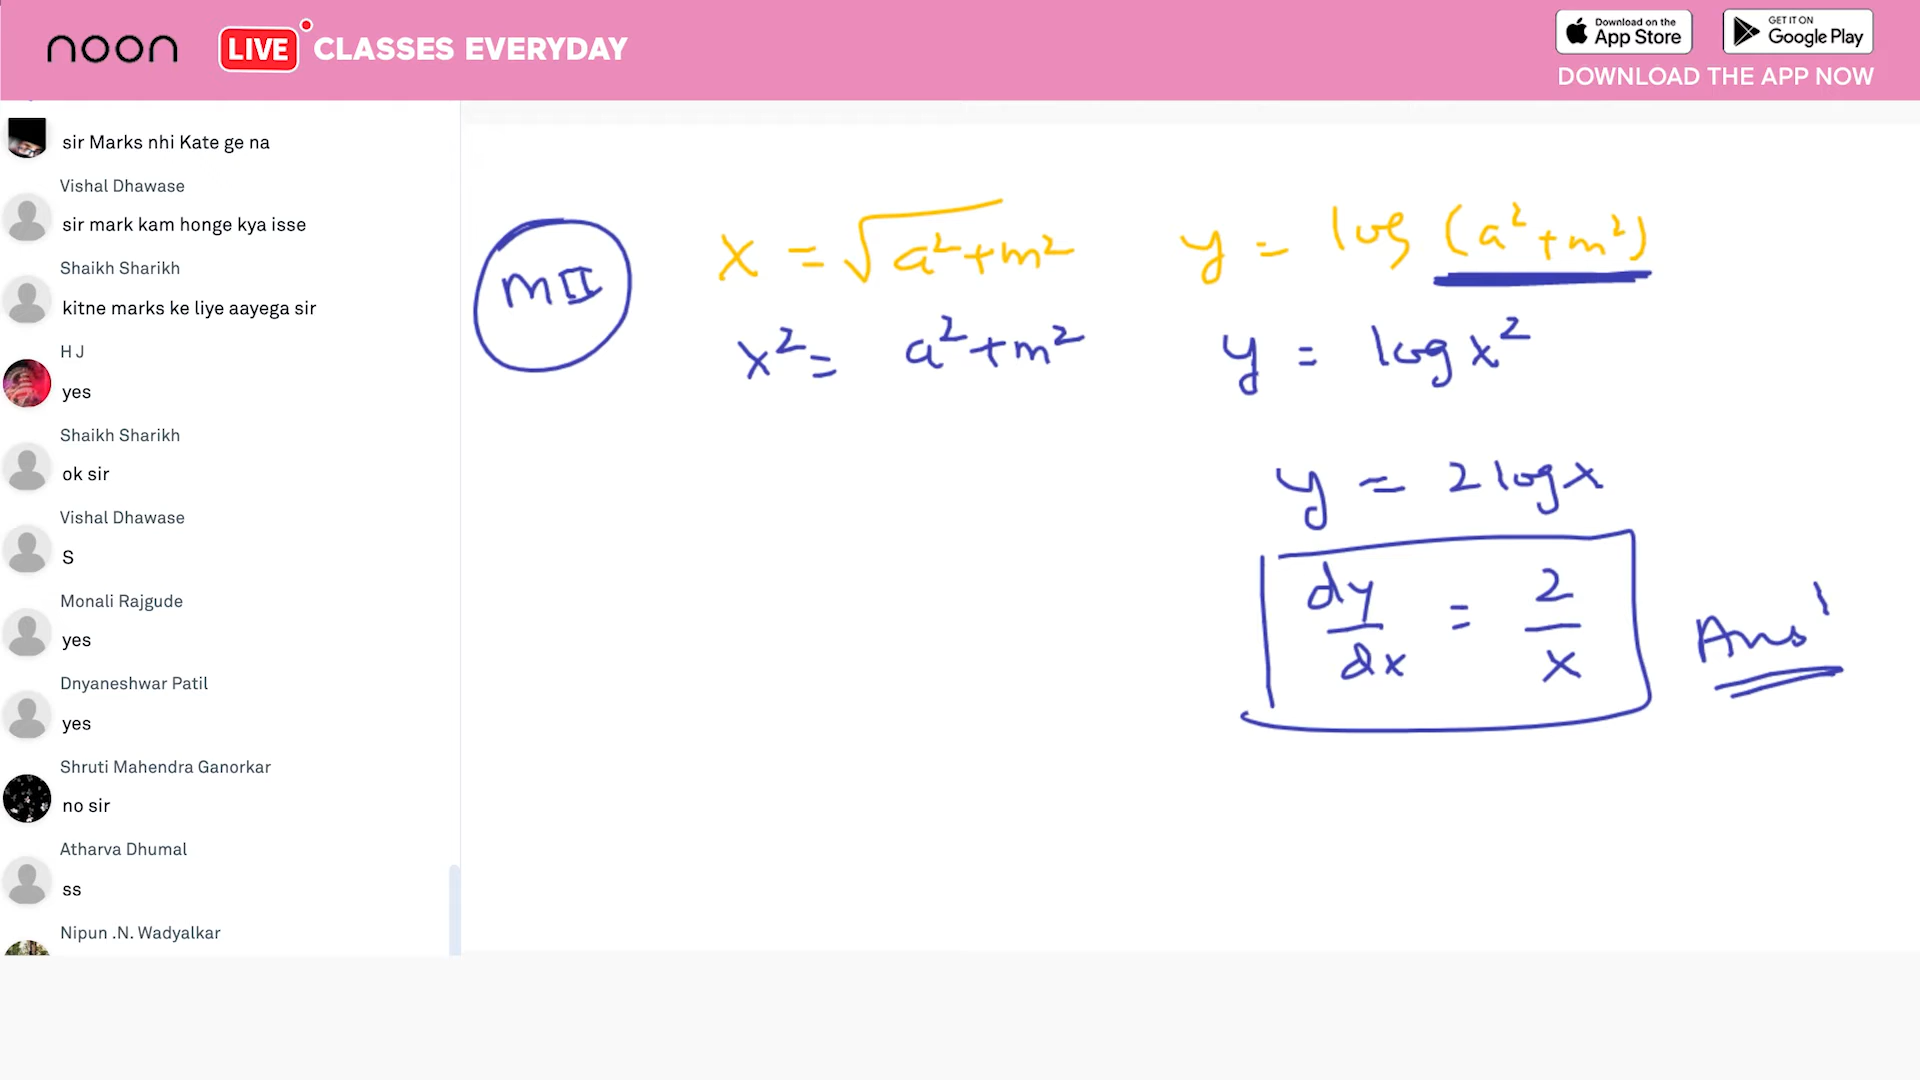 noon LIVE CLASSES EVERYDAY
Download on the App Store
GET IT ON Google Play
DOWNLOAD THE APP NOW
sir Marks nhi Kate ge na
Vishal Dhawase
sir mark kam honge kya isse
Shaikh Sharikh
kitne marks ke liye aayega sir
H J
yes
Shaikh Sharikh
ok sir
Vishal Dhawase
S
Monali Rajgude
yes
Dnyaneshwar Patil
yes
Shruti Mahendra Ganorkar
no sir
Atharva Dhumal
ss
Nipun .N. Wadyalkar
MII
x = √a²+m² y = log (a²+m²)
x² = a²+m² y = log x²
y = 2 log x
dy/dx = 2/x Ans